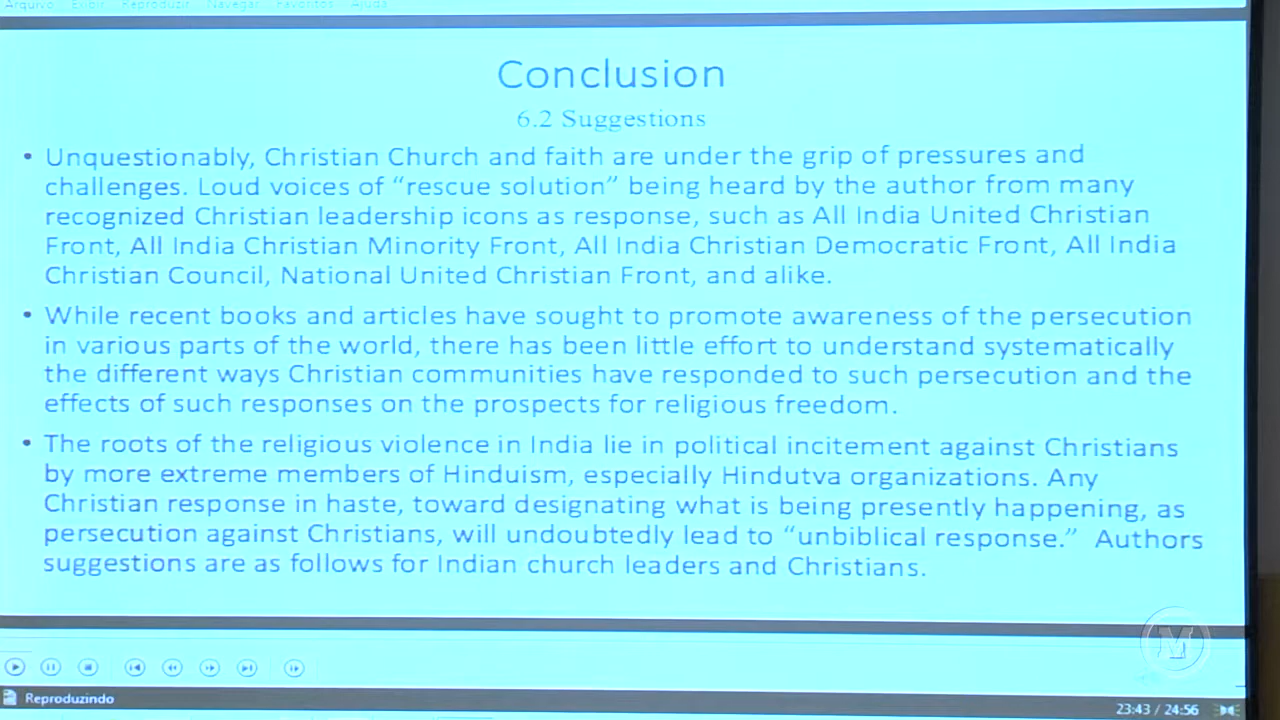 Arquivo Exibir Reproduzir Navegar Favoritos Ajuda
Conclusion
6.2 Suggestions
• Unquestionably, Christian Church and faith are under the grip of pressures and
challenges. Loud voices of “rescue solution” being heard by the author from many
recognized Christian leadership icons as response, such as All India United Christian
Front, All India Christian Minority Front, All India Christian Democratic Front, All India
Christian Council, National United Christian Front, and alike.
• While recent books and articles have sought to promote awareness of the persecution
in various parts of the world, there has been little effort to understand systematically
the different ways Christian communities have responded to such persecution and the
effects of such responses on the prospects for religious freedom.
• The roots of the religious violence in India lie in political incitement against Christians
by more extreme members of Hinduism, especially Hindutva organizations. Any
Christian response in haste, toward designating what is being presently happening, as
persecution against Christians, will undoubtedly lead to “unbiblical response.” Authors
suggestions are as follows for Indian church leaders and Christians.
M
Reproduzindo
23:43 / 24:56